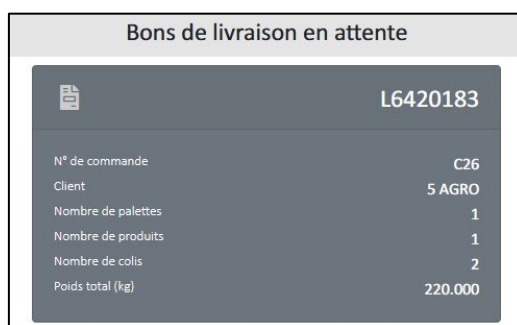 Bons de livraison en attente
L6420183
N° de commande C26
Client 5 AGRO
Nombre de palettes 1
Nombre de produits 1
Nombre de colis 2
Poids total (kg) 220.000